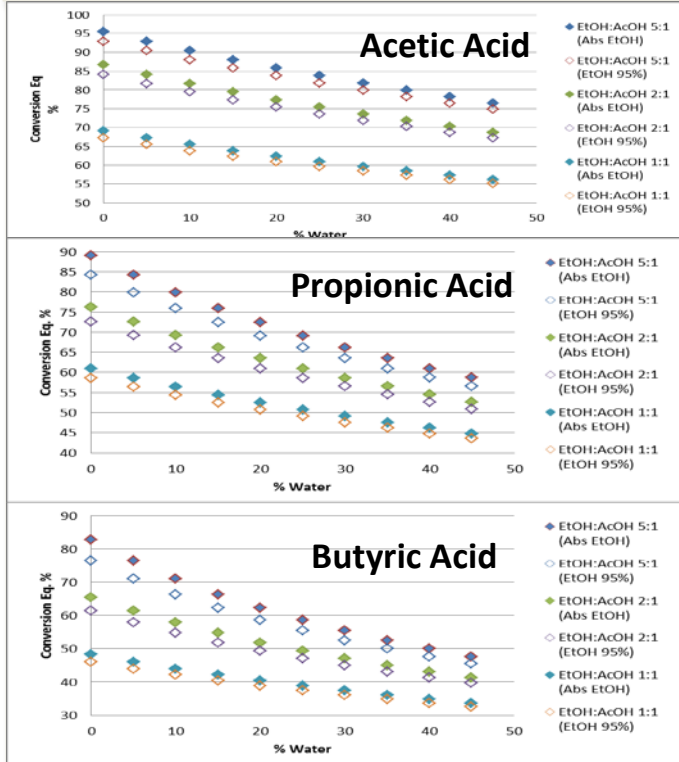 Acetic Acid
Conversion Eq
%
100
95
90
85
80
75
70
65
60
55
50
0
10
20
30
40
50
% Water
EtOH:AcOH 5:1
(Abs EtOH)
EtOH:AcOH 5:1
(EtOH 95%)
EtOH:AcOH 2:1
(Abs EtOH)
EtOH:AcOH 2:1
(EtOH 95%)
EtOH:AcOH 1:1
(Abs EtOH)
EtOH:AcOH 1:1
(EtOH 95%)
Propionic Acid
Conversion Eq. %
90
85
80
75
70
65
60
55
50
45
40
0
10
20
30
40
50
% Water
EtOH:AcOH 5:1
(Abs EtOH)
EtOH:AcOH 5:1
(EtOH 95%)
EtOH:AcOH 2:1
(Abs EtOH)
EtOH:AcOH 2:1
(EtOH 95%)
EtOH:AcOH 1:1
(Abs EtOH)
EtOH:AcOH 1:1
(EtOH 95%)
Butyric Acid
Conversion Eq. %
90
80
70
60
50
40
30
0
10
20
30
40
50
% Water
EtOH:AcOH 5:1
(Abs EtOH)
EtOH:AcOH 5:1
(EtOH 95%)
EtOH:AcOH 2:1
(Abs EtOH)
EtOH:AcOH 2:1
(EtOH 95%)
EtOH:AcOH 1:1
(Abs EtOH)
EtOH:AcOH 1:1
(EtOH 95%)